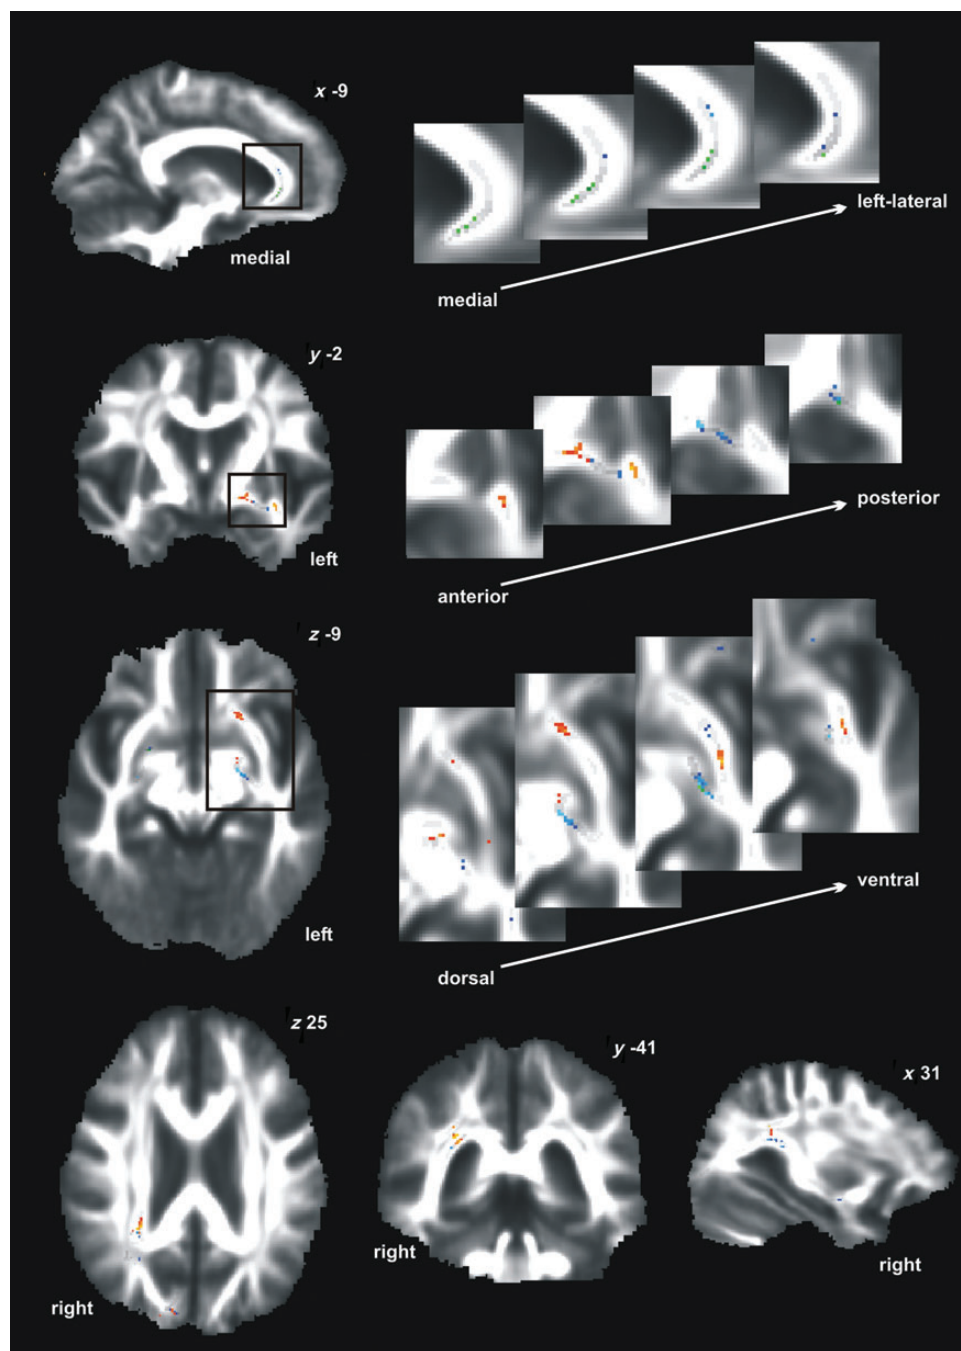 x -9
left-lateral
medial
medial
y -2
posterior
left
anterior
z -9
ventral
left
dorsal
z 25
y -41
x 31
right
right
right